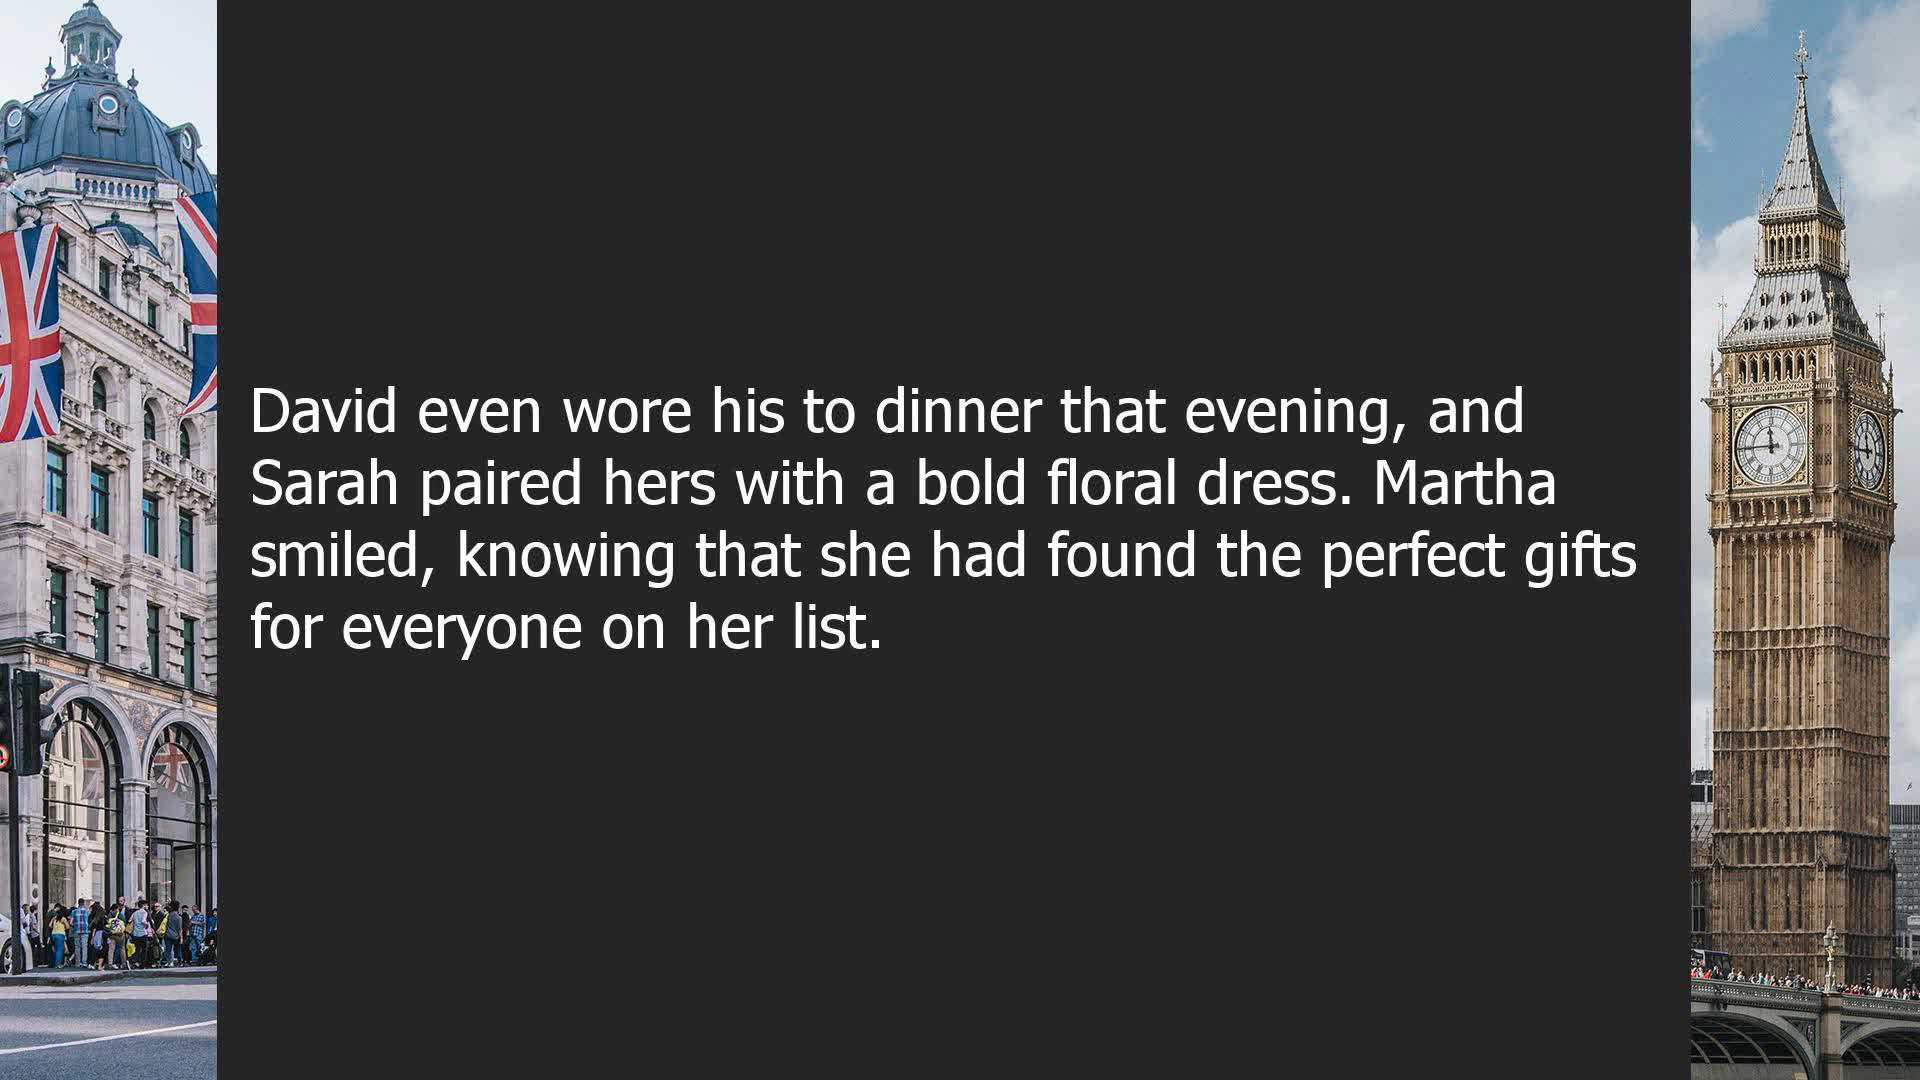 David even wore his to dinner that evening, and
Sarah paired hers with a bold floral dress. Martha
smiled, knowing that she had found the perfect gifts
for everyone on her list.